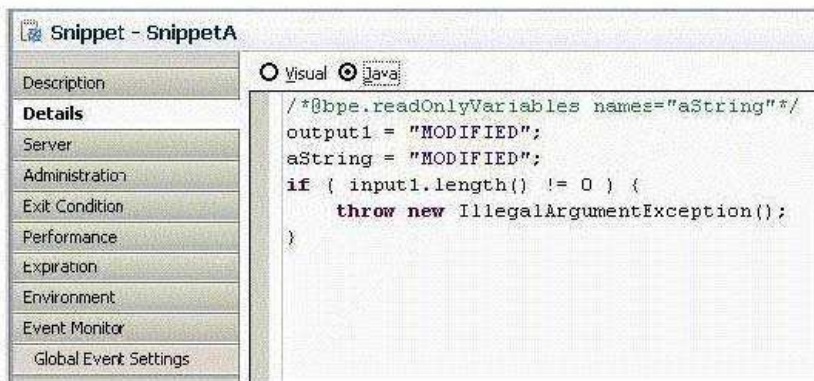 Snippet - SnippetA
Description
Details
Server
Administration
Exit Condition
Performance
Expiration
Environment
Event Monitor
Global Event Settings
Visual Java
/*@bpe.readOnlyVariables names="aString"*/
output1 = "MODIFIED";
aString = "MODIFIED";
if ( input1.length() != 0 ) {
    throw new IllegalArgumentException();
}